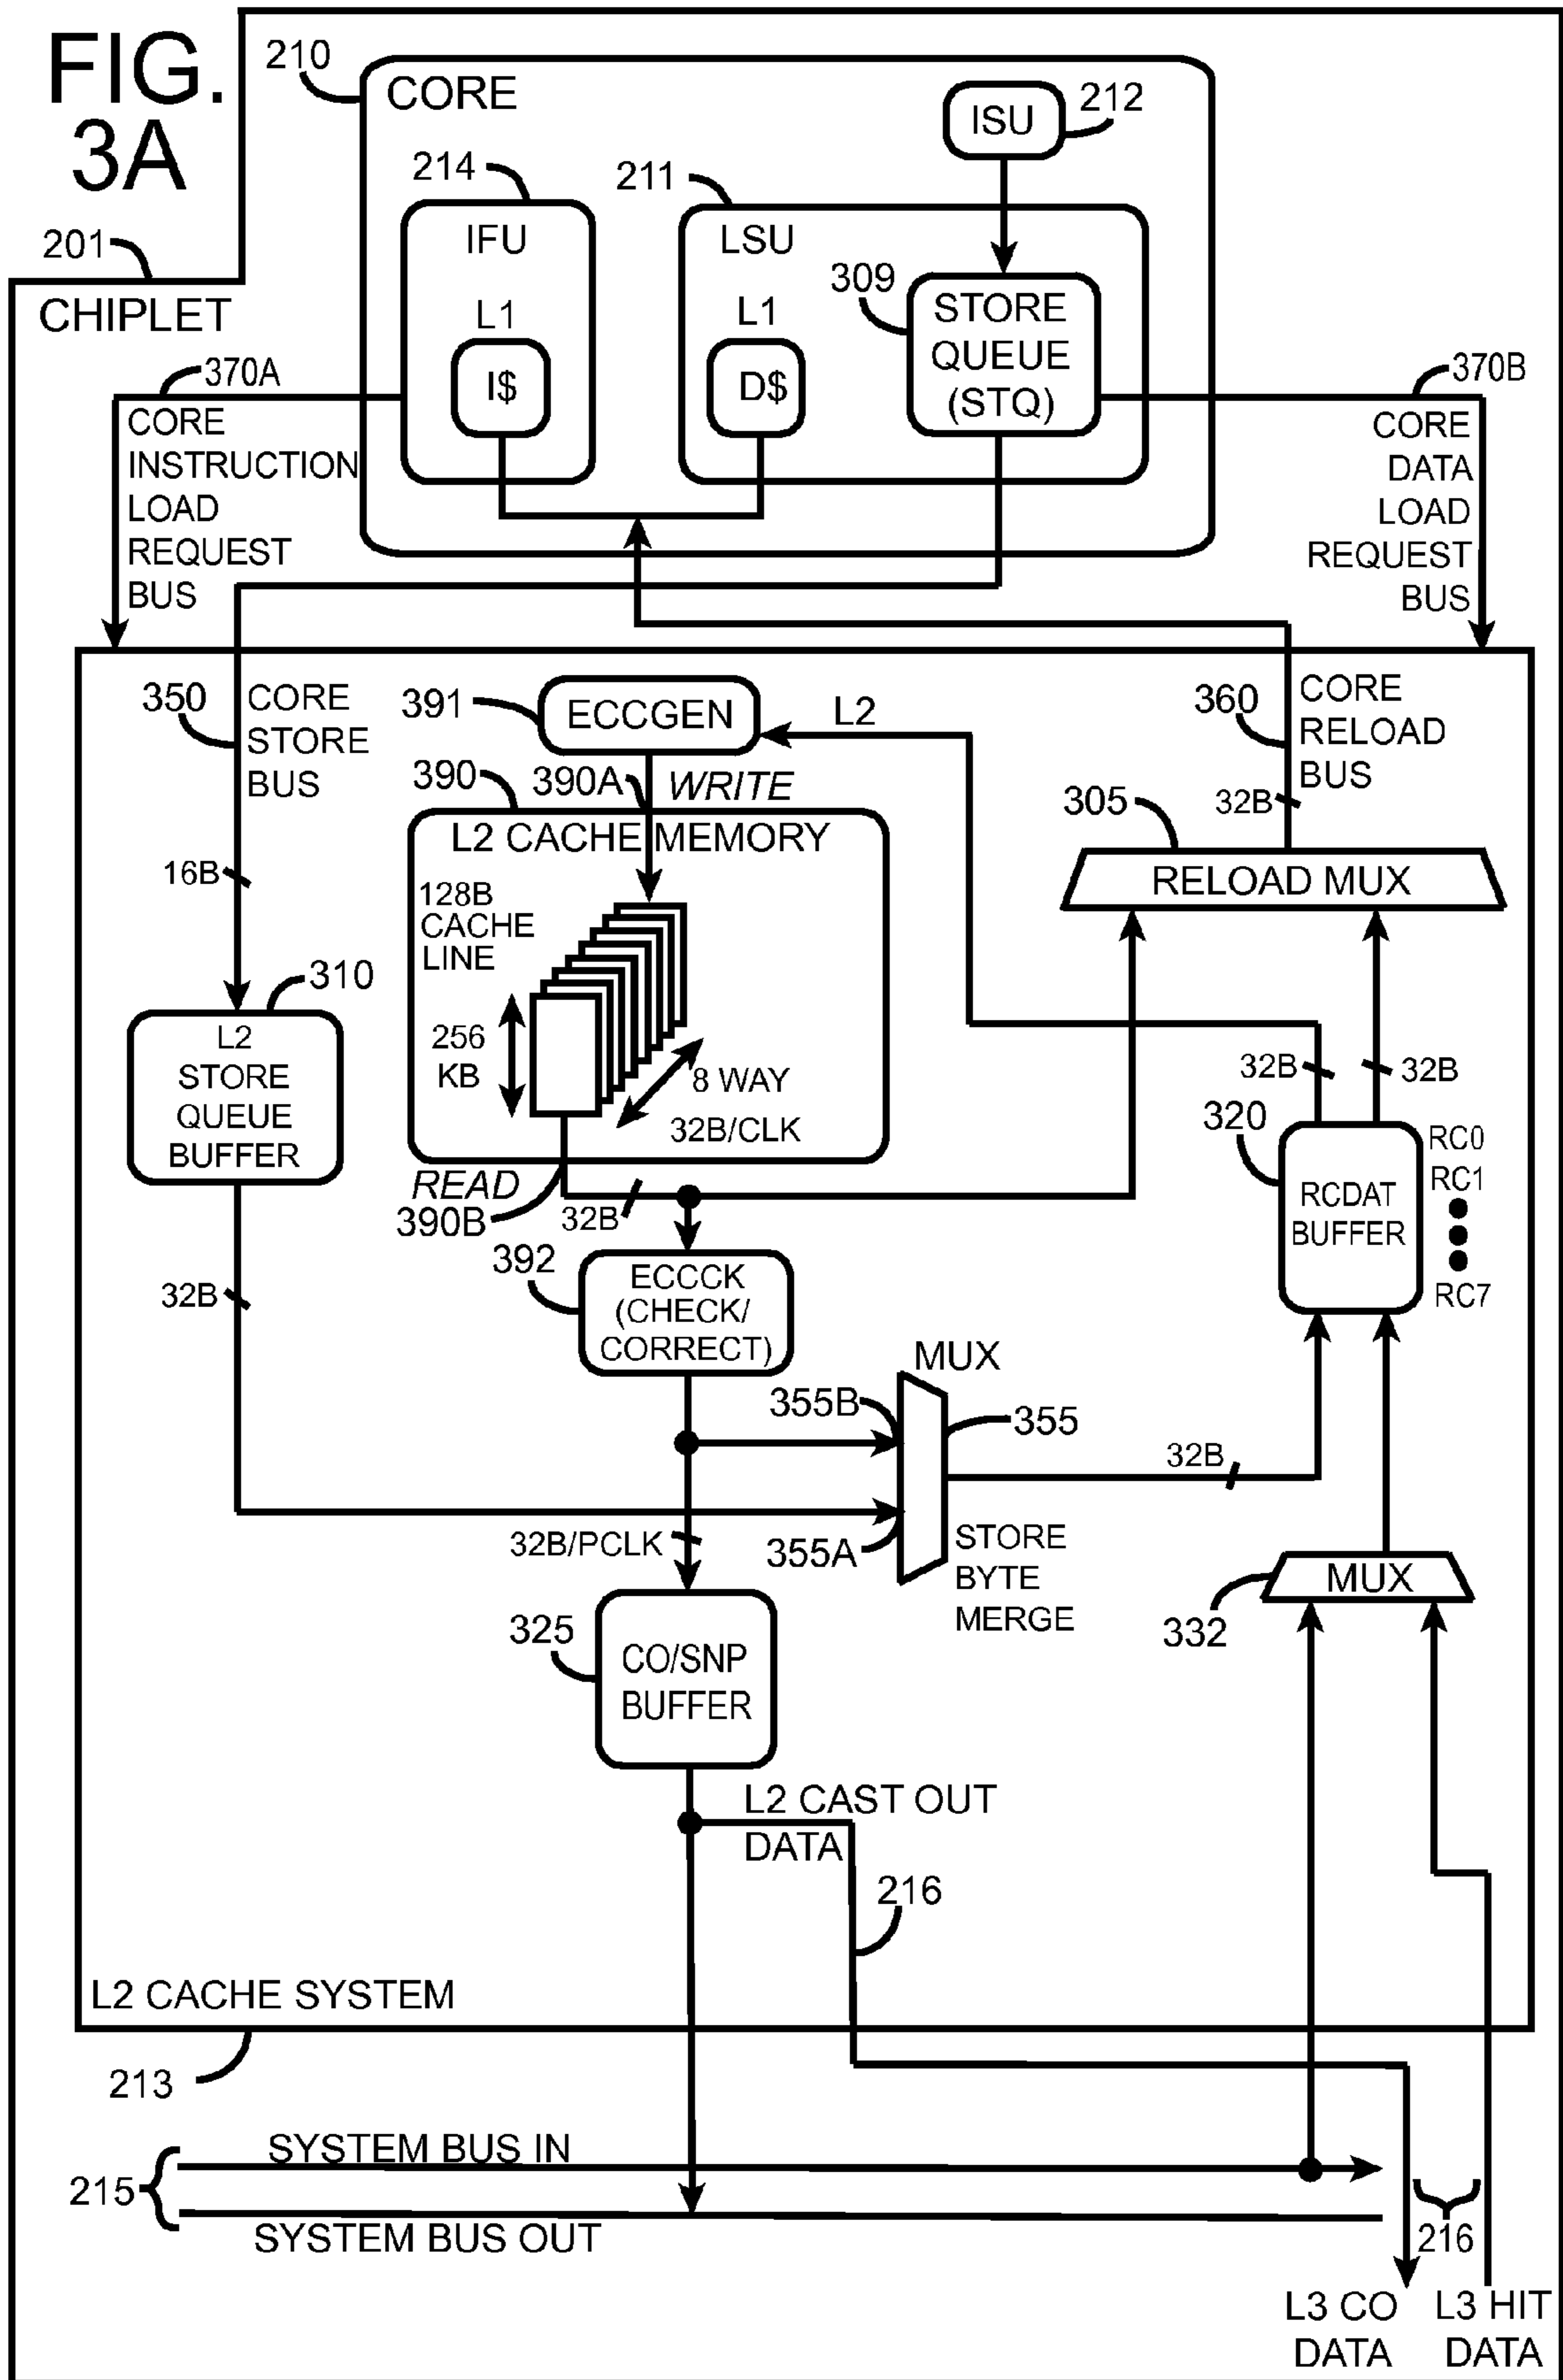 FIG.
3A
210
CORE
ISU
212
214
211
IFU
LSU
201
CHIPLET
309
STORE
QUEUE
(STQ)
L1
L1
I$
D$
370A
370B
CORE
INSTRUCTION
LOAD
REQUEST
BUS
CORE
DATA
LOAD
REQUEST
BUS
350
CORE
STORE
BUS
391
ECCGEN
L2
360
CORE
RELOAD
BUS
390
390A
WRITE
305
32B
L2 CACHE MEMORY
RELOAD MUX
16B
128B
CACHE
LINE
310
256
KB
8 WAY
32B/CLK
L2
STORE
QUEUE
BUFFER
32B
32B
320
RC0
RC1
RC7
RCDAT
BUFFER
READ
390B
32B
392
ECCCK
(CHECK/
CORRECT)
32B
MUX
355B
355
32B
32B/PCLK
355A
STORE
BYTE
MERGE
MUX
332
325
CO/SNP
BUFFER
L2 CAST OUT
DATA
216
L2 CACHE SYSTEM
213
SYSTEM BUS IN
215
SYSTEM BUS OUT
216
L3 CO
DATA
L3 HIT
DATA